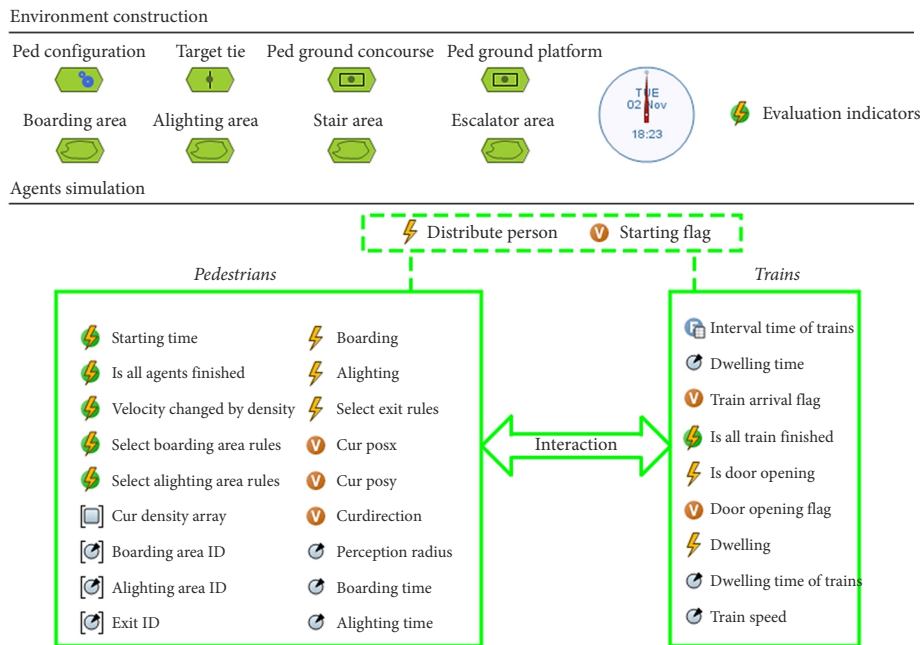 Environment construction
Ped configuration Target tie Ped ground concourse Ped ground platform
TUE
02 Nov
18:23
Evaluation indicators
Boarding area Alighting area Stair area Escalator area
Agents simulation
Distribute person Starting flag
Pedestrians
Trains
Starting time
Is all agents finished
Velocity changed by density
Select boarding area rules
Select alighting area rules
Cur density array
Boarding area ID
Alighting area ID
Exit ID
Boarding
Alighting
Select exit rules
V Cur posx
V Cur posy
V Curdirection
Perception radius
Boarding time
Alighting time
Interaction
F Interval time of trains
Dwelling time
V Train arrival flag
Is all train finished
Is door opening
V Door opening flag
Dwelling
Dwelling time of trains
Train speed